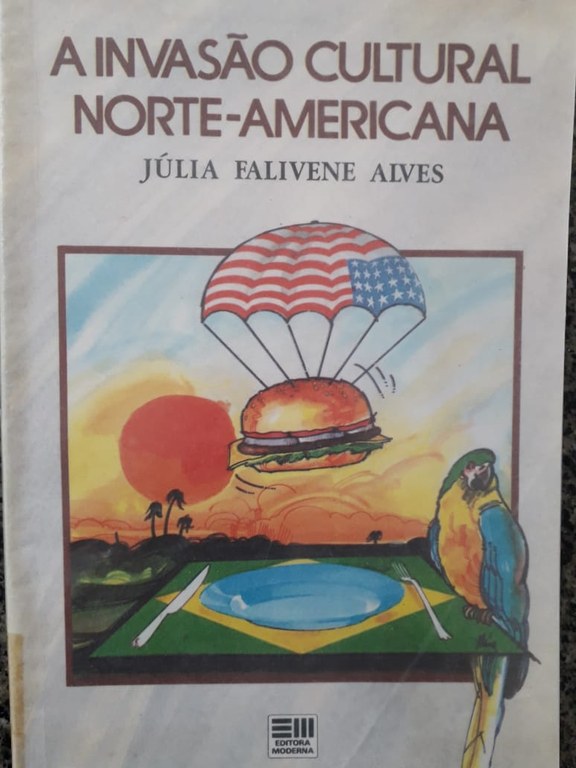 A INVASÃO CULTURAL
NORTE-AMERICANA
JÚLIA FALIVENE ALVES
EDITORA
MODERNA